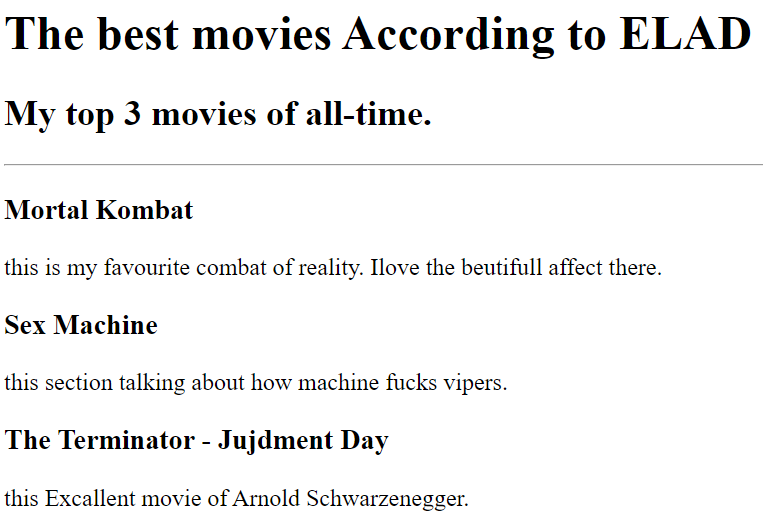 The best movies According to ELAD
My top 3 movies of all-time.
Mortal Kombat
this is my favourite combat of reality. Ilove the beutifull affect there.
Sex Machine
this section talking about how machine fucks vipers.
The Terminator - Jujdment Day
this Excallent movie of Arnold Schwarzenegger.